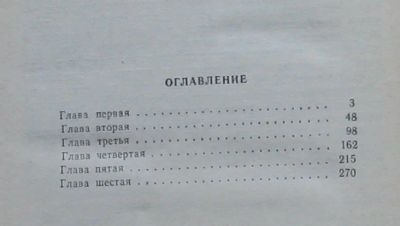 ОГЛАВЛЕНИЕ
Глава первая . . . . . . . . . . . . . . . . . . . . 3
Глава вторая . . . . . . . . . . . . . . . . . . . . 48
Глава третья . . . . . . . . . . . . . . . . . . . . 98
Глава четвертая . . . . . . . . . . . . . . . . . . 162
Глава пятая . . . . . . . . . . . . . . . . . . . . 215
Глава шестая . . . . . . . . . . . . . . . . . . . . 270